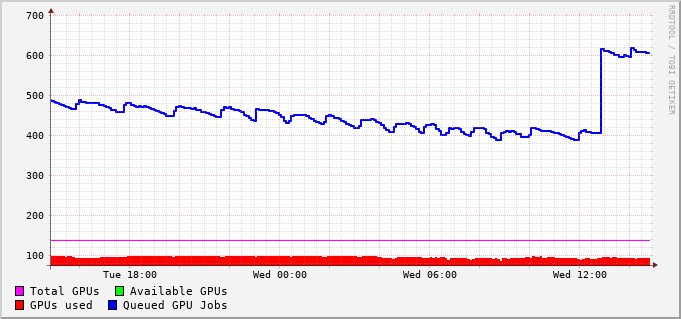 700
600
500
400
300
200
100
Tue 18:00 Wed 00:00 Wed 06:00 Wed 12:00
Total GPUs Available GPUs
GPUs used Queued GPU Jobs
RRDTOOL / TOBI OETIKER